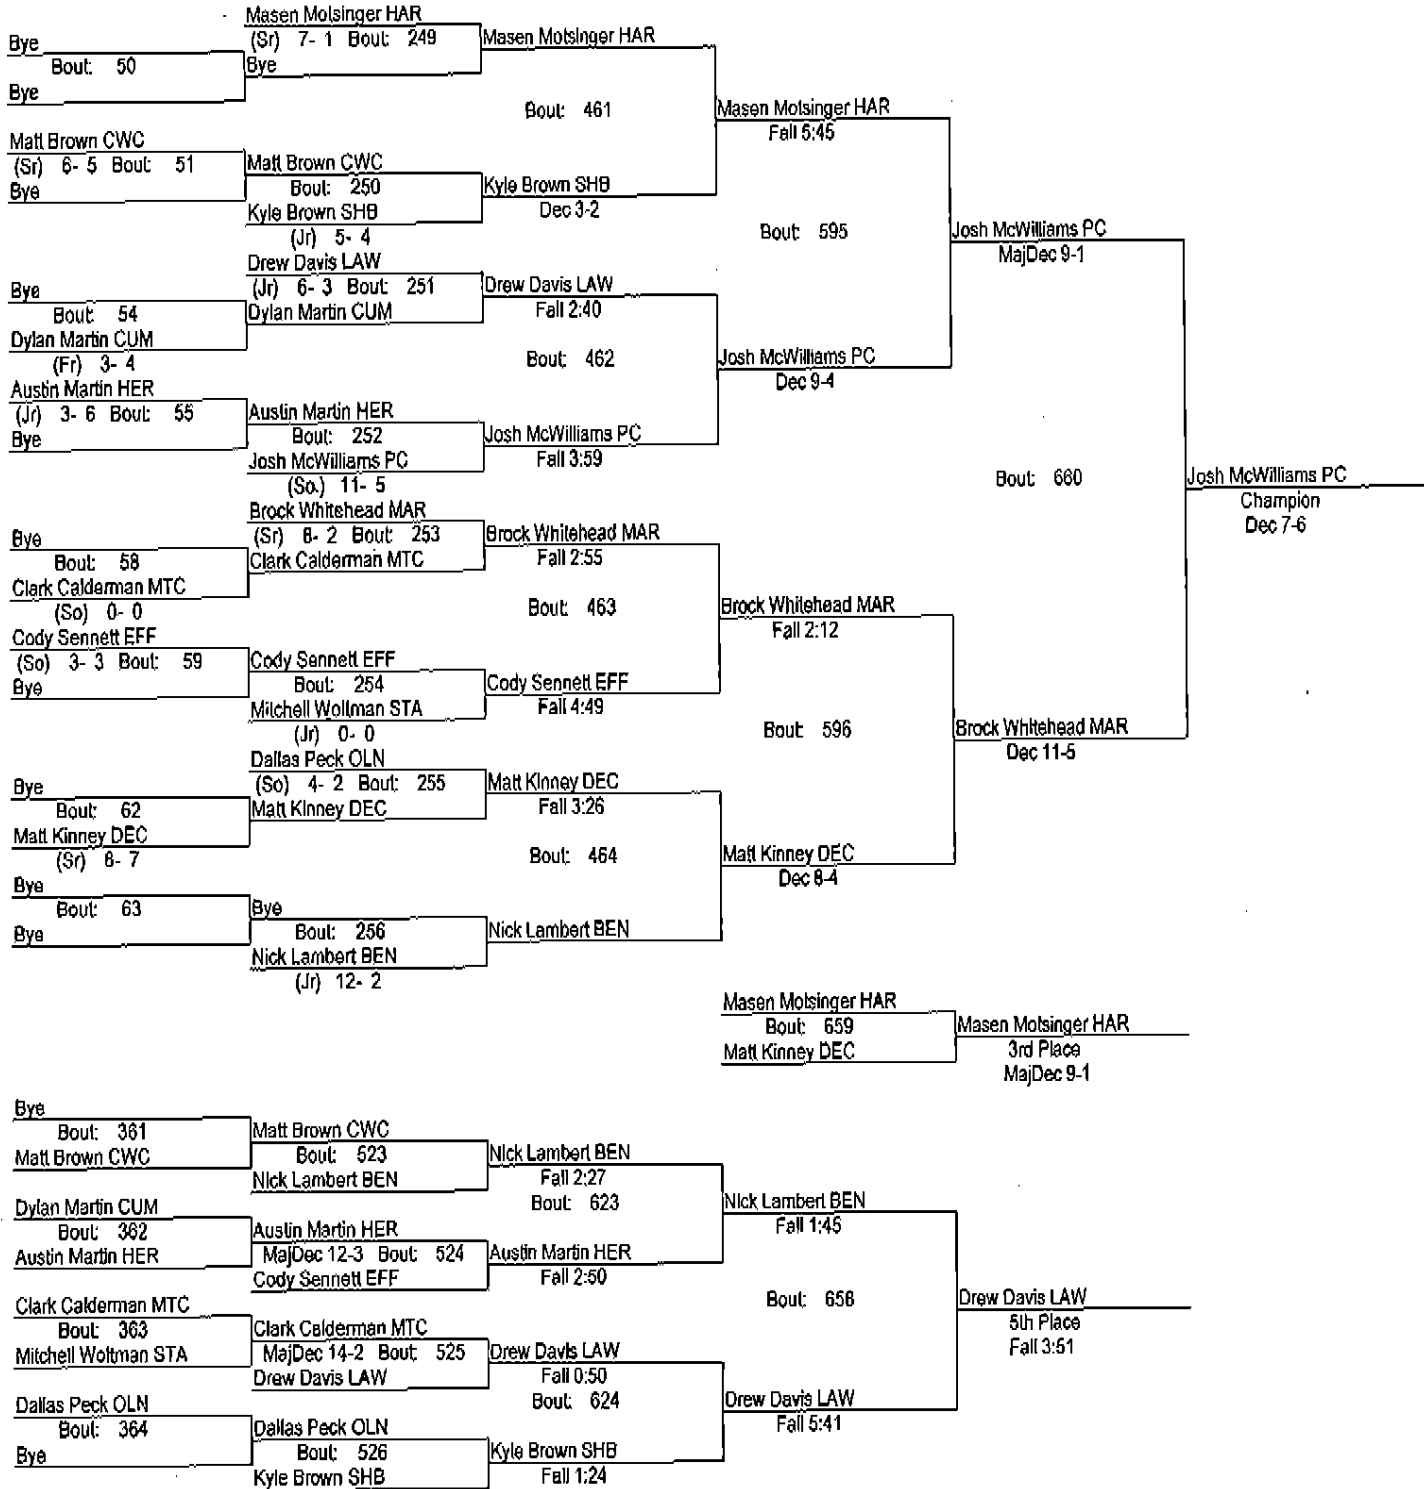 Masen Motsinger HAR
Bye
(Sr) 7- 1 Bout: 249
Masen Motsinger HAR
Bout: 50
Bye
Bye
Bout: 461
Masen Motsinger HAR
Fall 5:45
Matt Brown CWC
(Sr) 6- 5 Bout: 51
Matt Brown CWC
Bye
Bout: 250
Kyle Brown SHB
Kyle Brown SHB
Dec 3-2
(Jr) 5- 4
Bout: 595
Josh McWilliams PC
MajDec 9-1
Drew Davis LAW
Bye
(Jr) 6- 3 Bout: 251
Drew Davis LAW
Bout: 54
Dylan Martin CUM
Fall 2:40
Dylan Martin CUM
(Fr) 3- 4
Bout: 462
Josh McWilliams PC
Dec 9-4
Austin Martin HER
(Jr) 3- 6 Bout: 55
Austin Martin HER
Bye
Bout: 252
Josh McWilliams PC
Josh McWilliams PC
Fall 3:59
(So) 11- 5
Bout: 660
Josh McWilliams PC
Champion
Dec 7-6
Brock Whitehead MAR
Bye
(Sr) 8- 2 Bout: 253
Brock Whitehead MAR
Bout: 58
Clark Calderman MTC
Fall 2:55
Clark Calderman MTC
(So) 0- 0
Bout: 463
Brock Whitehead MAR
Fall 2:12
Cody Sennett EFF
(So) 3- 3 Bout: 59
Cody Sennett EFF
Bye
Bout: 254
Cody Sennett EFF
Mitchell Woltman STA
Fall 4:49
(Jr) 0- 0
Bout: 596
Brock Whitehead MAR
Dec 11-5
Dallas Peck OLN
Bye
(So) 4- 2 Bout: 255
Matt Kinney DEC
Bout: 62
Matt Kinney DEC
Fall 3:26
Matt Kinney DEC
(Sr) 8- 7
Bout: 464
Matt Kinney DEC
Dec 8-4
Bye
Bout: 63
Bye
Bye
Bout: 256
Nick Lambert BEN
Nick Lambert BEN
(Jr) 12- 2
Masen Motsinger HAR
Bout: 659
Masen Motsinger HAR
Matt Kinney DEC
3rd Place
MajDec 9-1
Bye
Bout: 361
Matt Brown CWC
Matt Brown CWC
Bout: 523
Nick Lambert BEN
Nick Lambert BEN
Fall 2:27
Bout: 623
Nick Lambert BEN
Fall 1:45
Dylan Martin CUM
Bout: 362
Austin Martin HER
Austin Martin HER
MajDec 12-3 Bout: 524
Austin Martin HER
Cody Sennett EFF
Fall 2:50
Bout: 658
Drew Davis LAW
5th Place
Fall 3:51
Clark Calderman MTC
Bout: 363
Clark Calderman MTC
Mitchell Woltman STA
MajDec 14-2 Bout: 525
Drew Davis LAW
Drew Davis LAW
Fall 0:50
Bout: 624
Drew Davis LAW
Fall 5:41
Dallas Peck OLN
Bout: 364
Dallas Peck OLN
Bye
Bout: 526
Kyle Brown SHB
Kyle Brown SHB
Fall 1:24